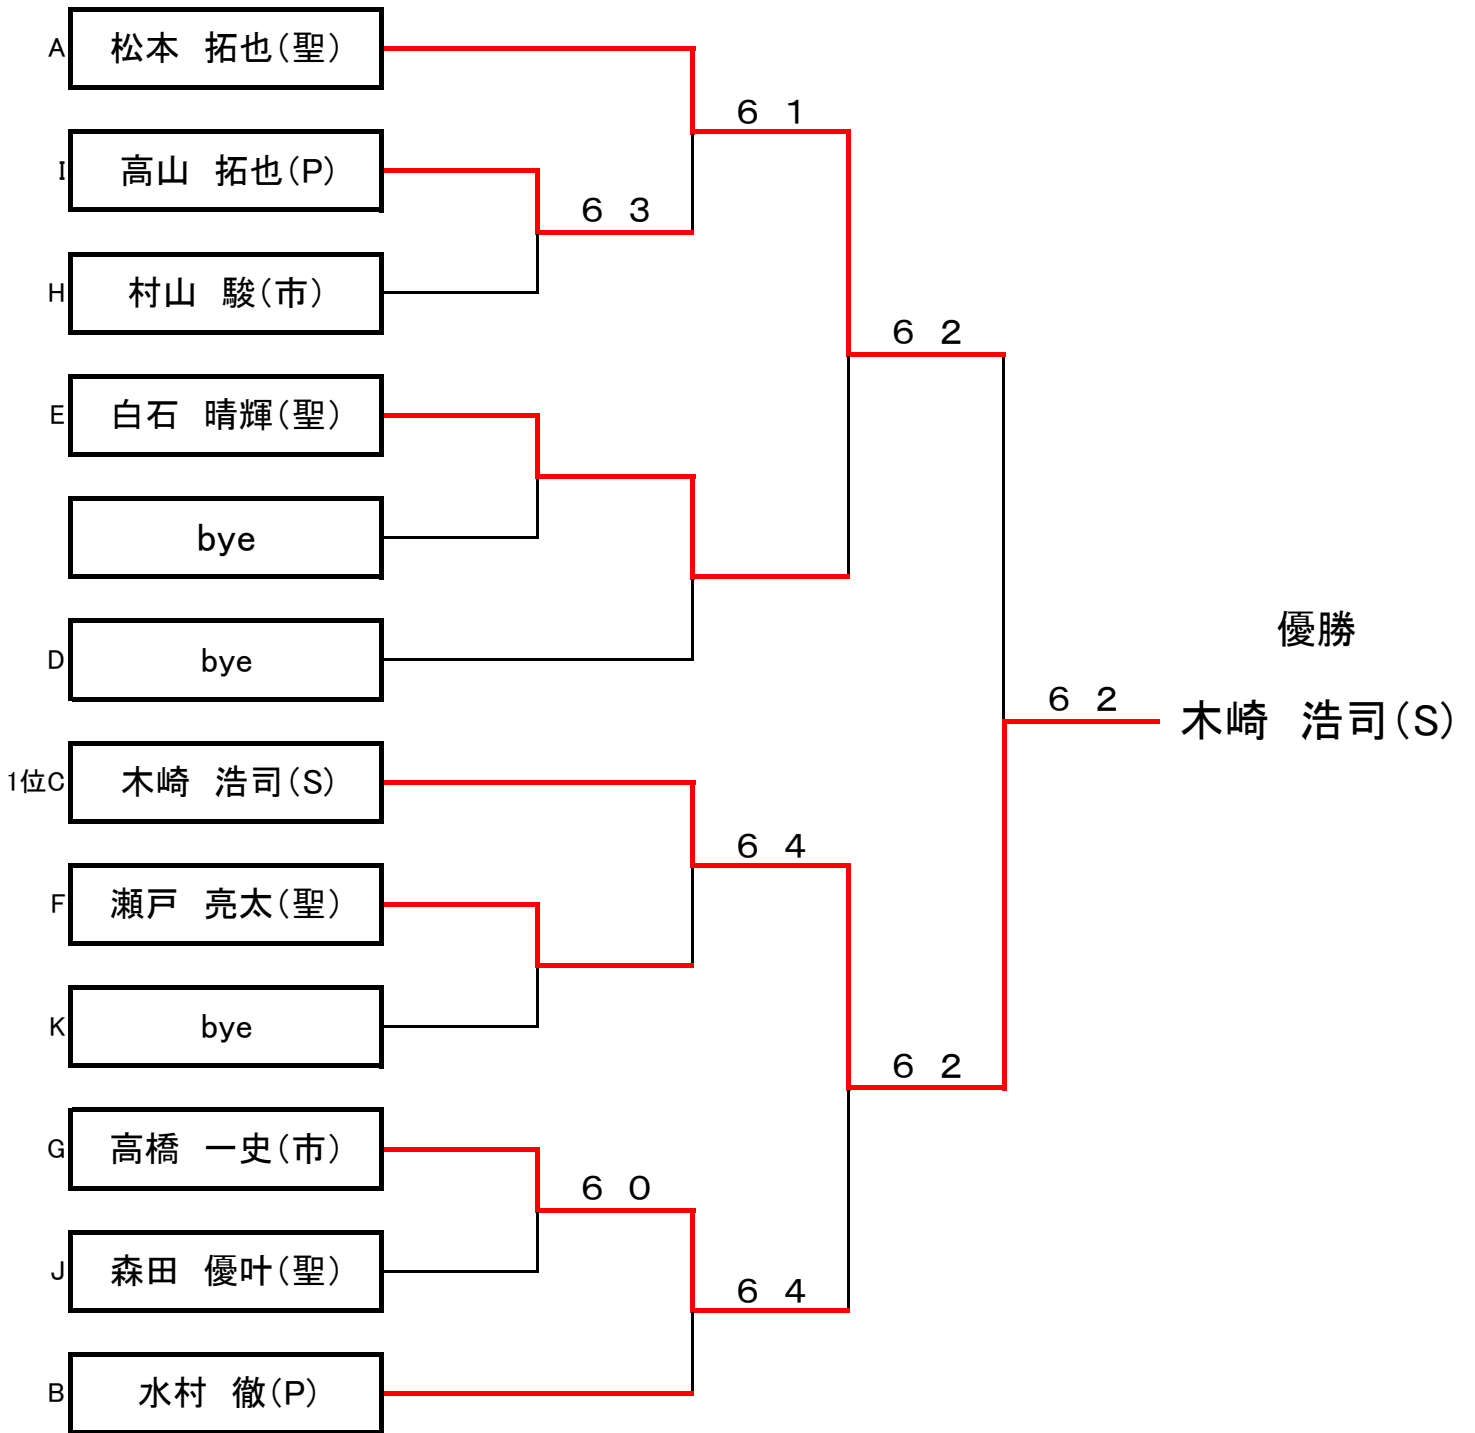 A 松本　拓也（聖）
６　１
I 高山　拓也（P）
６　３
H 村山　駿（市）
６　２
E 白石　晴輝（聖）
bye
D bye
優勝
６　２
木崎　浩司（S）
1位C 木崎　浩司（S）
６　４
F 瀬戸　亮太（聖）
K bye
６　２
G 高橋　一史（市）
６　０
J 森田　優叶（聖）
６　４
B 水村　徹（P）